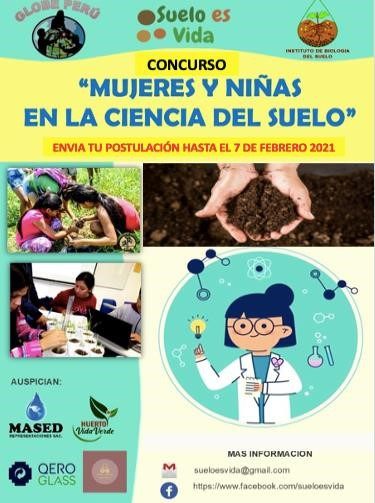 GLOBE PERÚ
Suelo es
Vida
INSTITUTO DE BIOLOGIA
DEL SUELO
CONCURSO
“MUJERES Y NIÑAS
EN LA CIENCIA DEL SUELO”
ENVIA TU POSTULACIÓN HASTA EL 7 DE FEBRERO 2021
AUSPICIAN:
MASED
REPRESENTACIONES SAC.
HUERTO
VidaVerde
QERO
GLASS
MAS INFORMACION
sueloesvida@gmail.com
https://www.facebook.com/sueloesvida